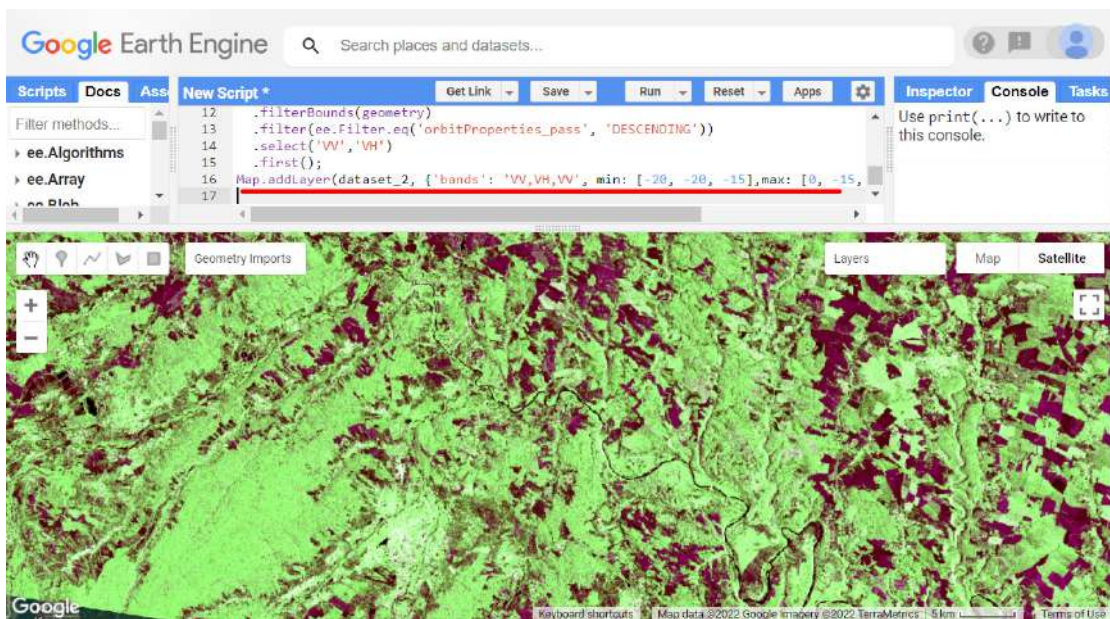 Google Earth Engine
Search places and datasets...
Scripts Docs Ass
New Script *
Get Link Save Run Reset Apps
Inspector Console Tasks
Filter methods...
ee.Algorithms
ee.Array
ee.Blob
12 .filterBounds(geometry)
13 .filter(ee.Filter.eq('orbitProperties_pass', 'DESCENDING'))
14 .select('VV','VH')
15 .first();
16 Map.addLayer(dataset_2, {'bands': 'VV,VH,VV', min: [-20, -20, -15],max: [0, -15,
17
Use print(...) to write to
this console.
Geometry Imports
Layers
Map Satellite
+
−
Google
Keyboard shortcuts Map data ©2022 Google Imagery ©2022 TerraMetrics 5 km Terms of Use